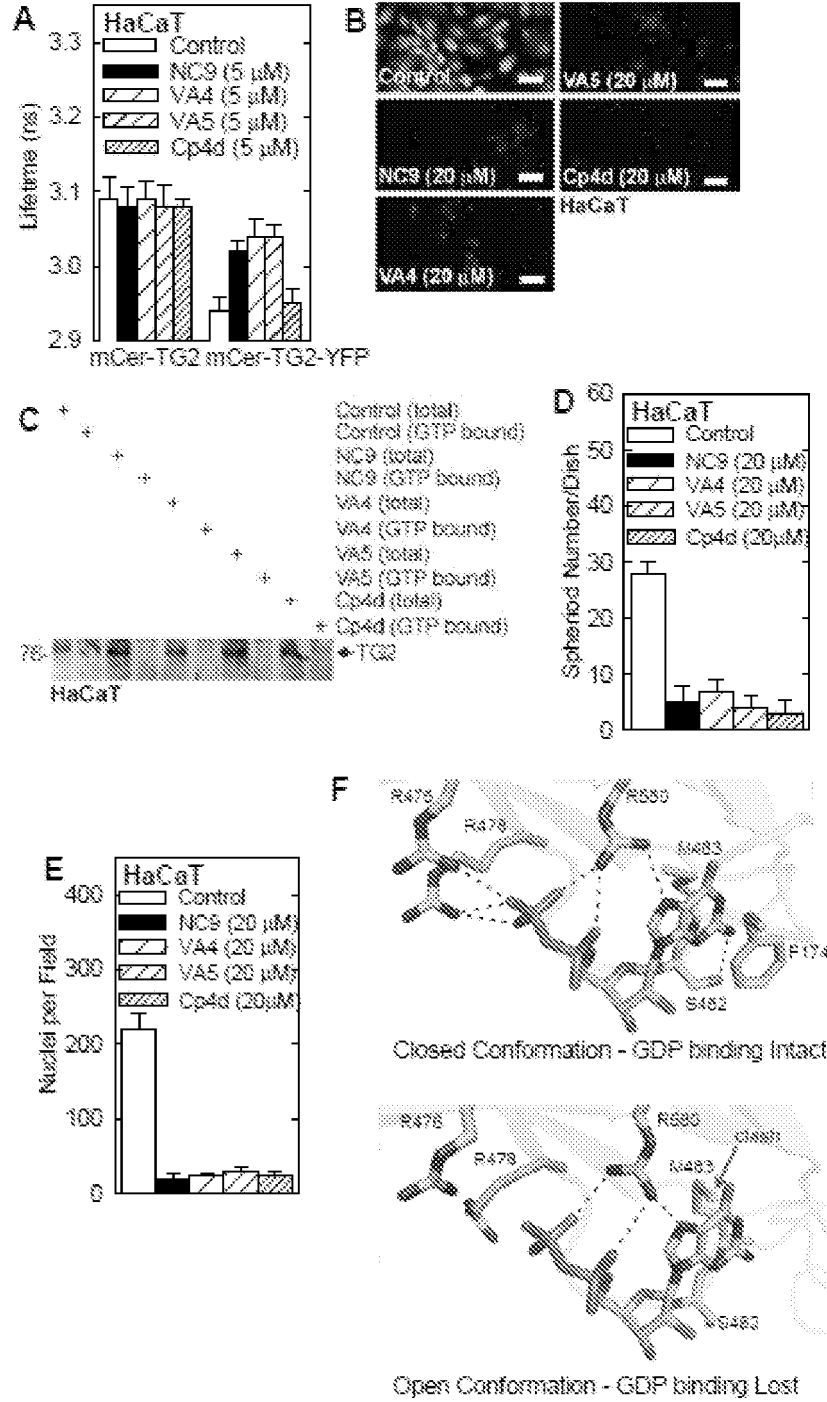 A
HaCaT
Control
NC9 (5 μM)
VA4 (5 μM)
VA5 (5 μM)
Cp4d (5 μM)
Lifetime (ns)
3.3
3.2
3.1
3.0
2.9
mCer-TG2 mCer-TG2-YFP
B
Control
VA5 (20 μM)
NC9 (20 μM)
Cp4d (20 μM)
VA4 (20 μM)
HaCaT
C
+ Control (total)
+ Control (GTP bound)
+ NC9 (total)
+ NC9 (GTP bound)
+ VA4 (total)
+ VA4 (GTP bound)
+ VA5 (total)
+ VA5 (GTP bound)
+ Cp4d (total)
+ Cp4d (GTP bound)
76-
TG2
HaCaT
D
HaCaT
Control
NC9 (20 μM)
VA4 (20 μM)
VA5 (20 μM)
Cp4d (20μM)
Spheriod Number/Dish
60
50
40
30
20
10
0
E
HaCaT
Control
NC9 (20 μM)
VA4 (20 μM)
VA5 (20 μM)
Cp4d (20μM)
Nuclei per Field
400
300
200
100
0
F
R476
R478
R580
M483
F174
S482
Closed Conformation - GDP binding Intact
R476
R478
R580
M483
clash
S482
Open Conformation - GDP binding Lost